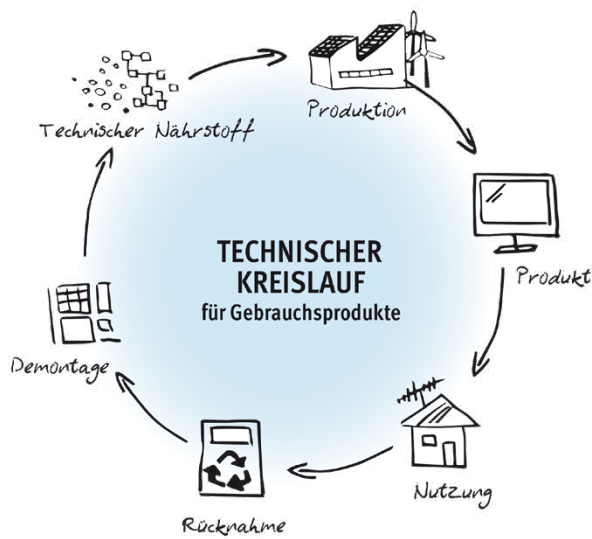 Technischer Nährstoff
Produktion
Produkt
Nutzung
Rücknahme
Demontage
TECHNISCHER
KREISLAUF
für Gebrauchsprodukte